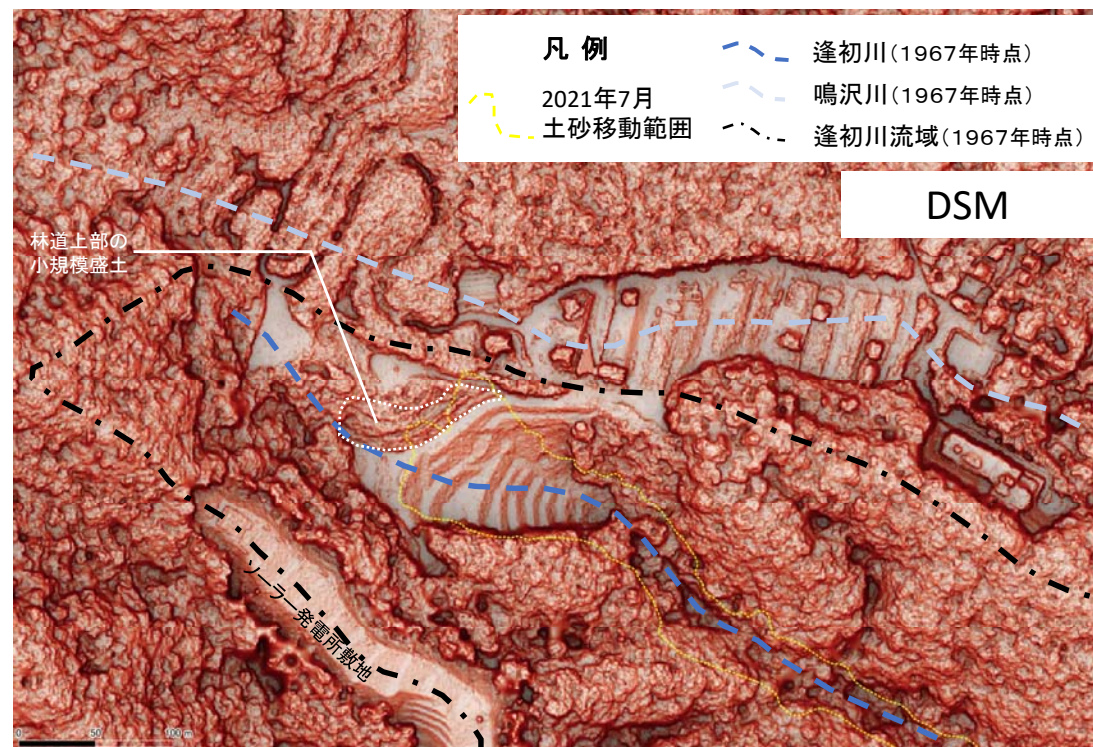 凡 例
2021年7月
土砂移動範囲
逢初川(1967年時点)
鳴沢川(1967年時点)
逢初川流域(1967年時点)
DSM
林道上部の
小規模盛土
ソーラー発電所敷地
0 50 100 m